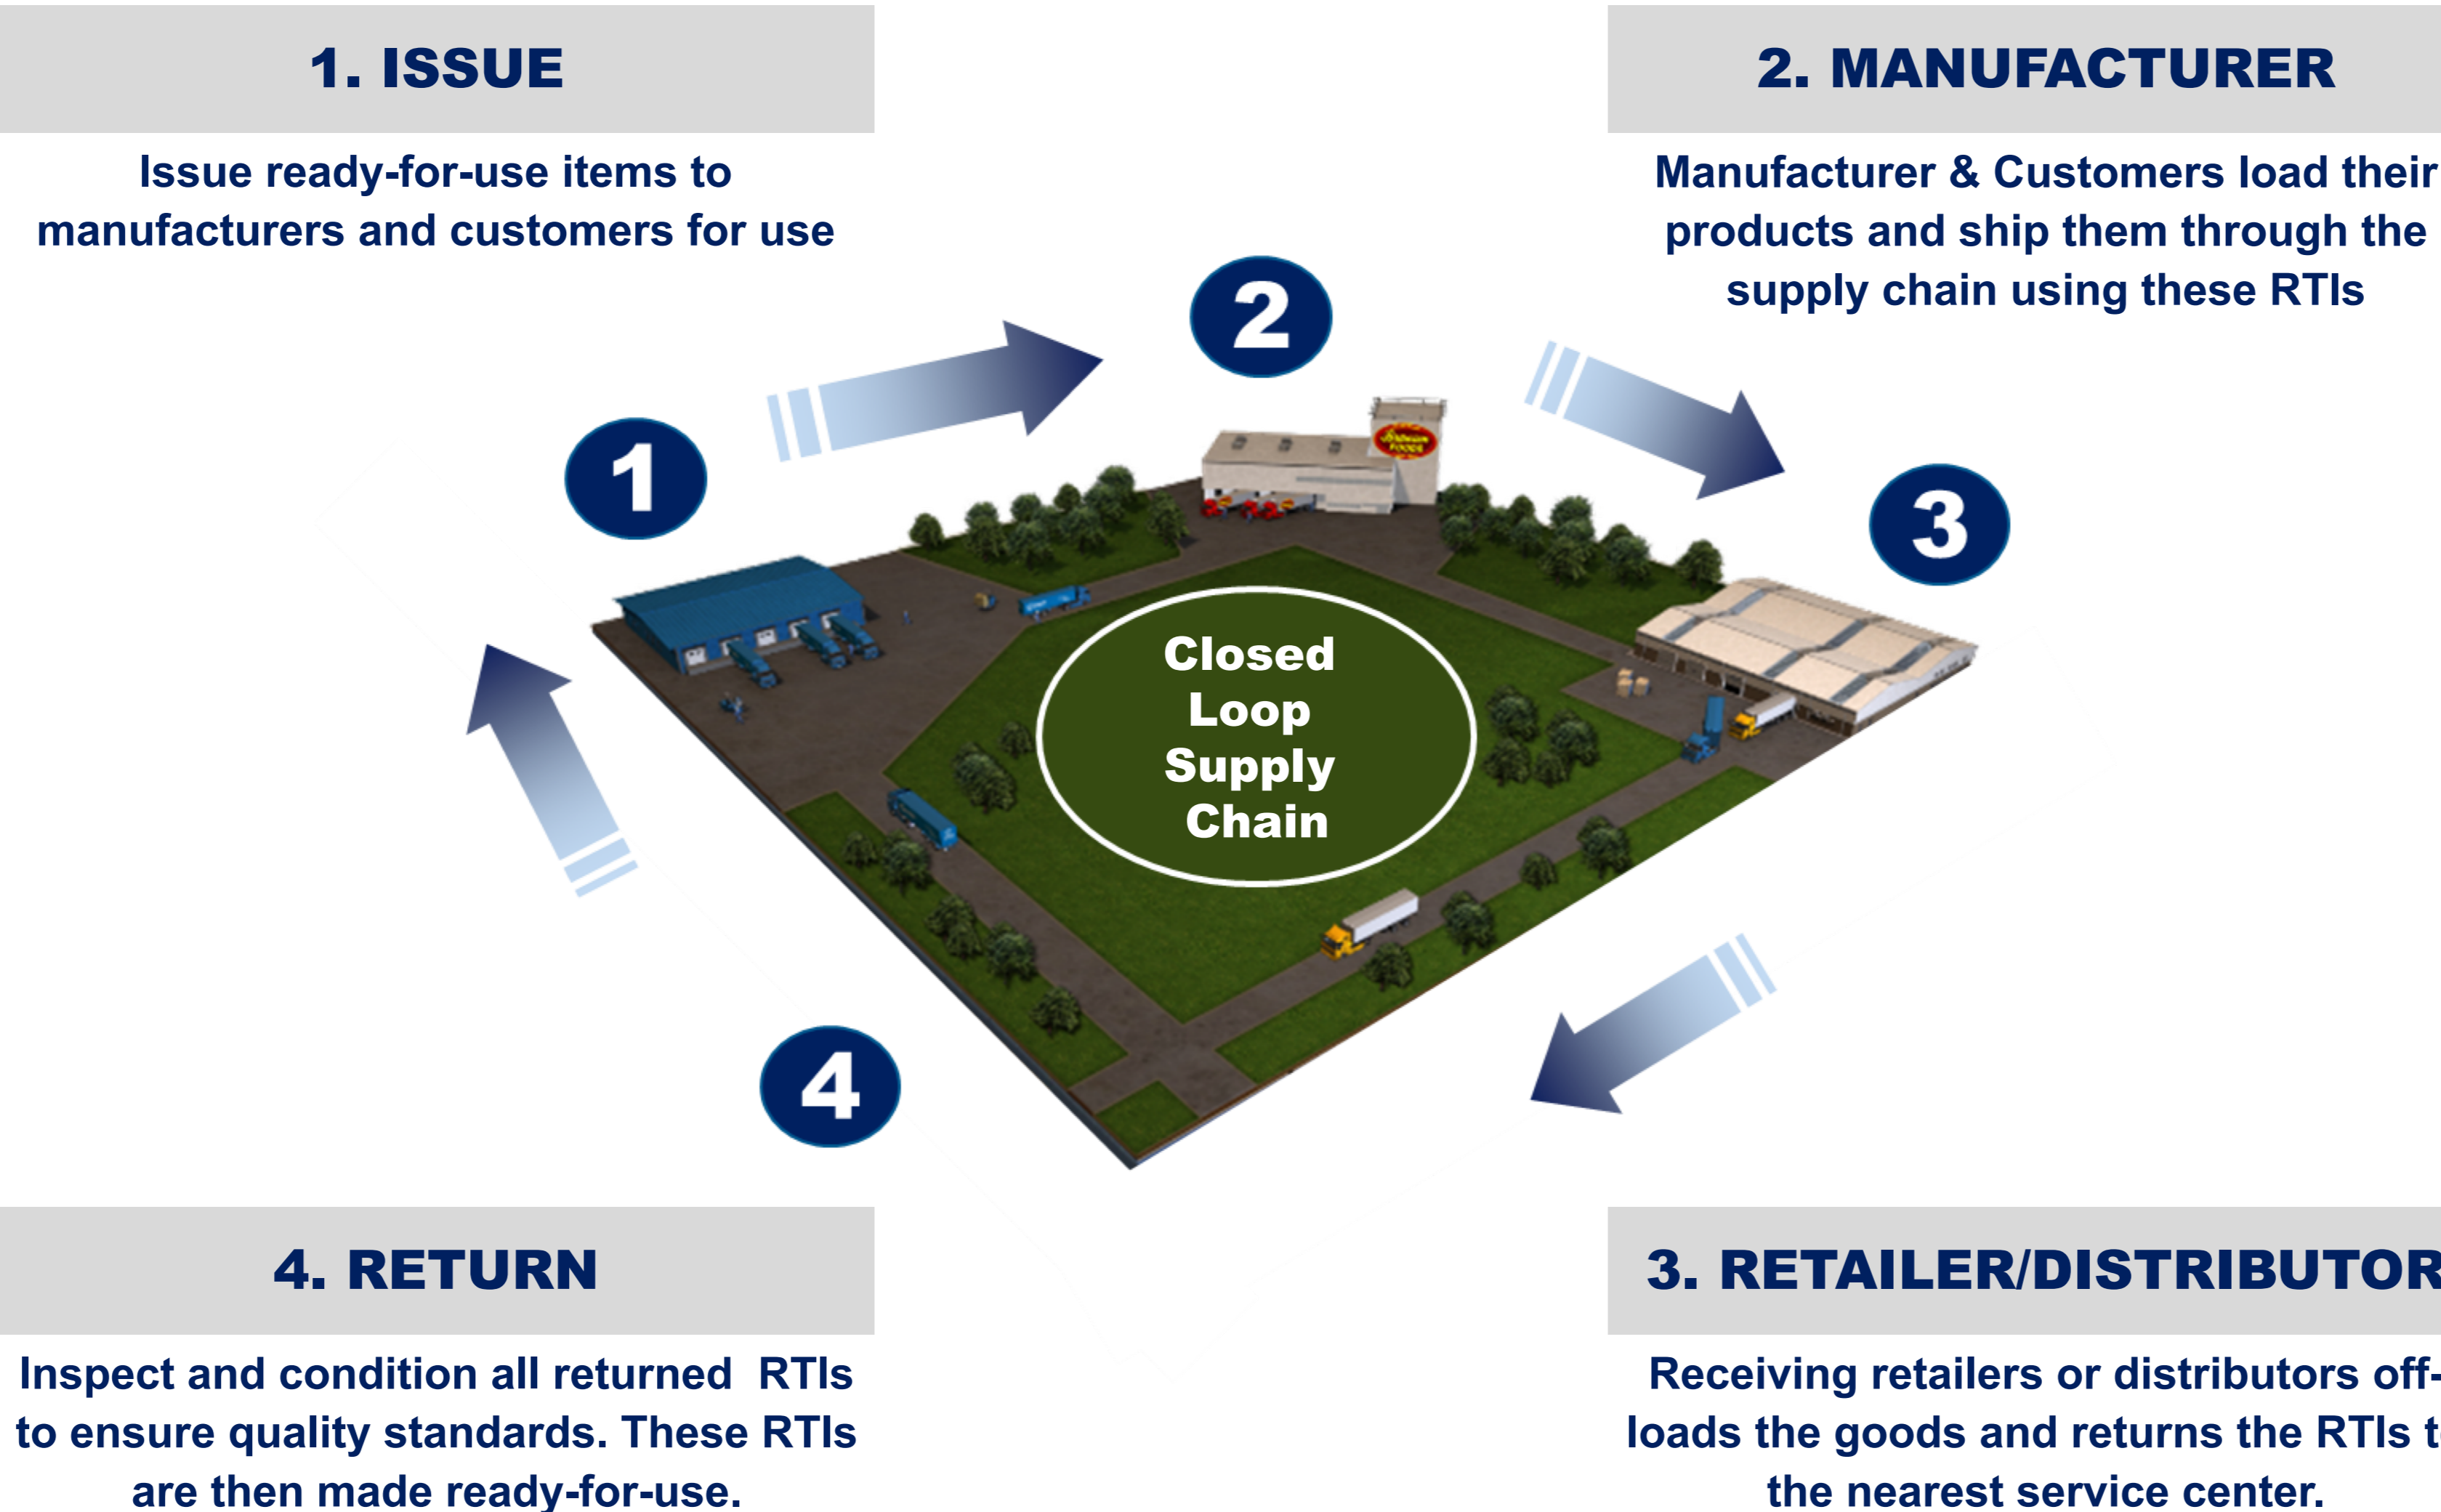 1. ISSUE
Issue ready-for-use items to
manufacturers and customers for use
2. MANUFACTURER
Manufacturer & Customers load their
products and ship them through the
supply chain using these RTIs
1
2
3
4
FOODS
Closed
Loop
Supply
Chain
3. RETAILER/DISTRIBUTOR
Receiving retailers or distributors off-
loads the goods and returns the RTIs to
the nearest service center.
4. RETURN
Inspect and condition all returned  RTIs
to ensure quality standards. These RTIs
are then made ready-for-use.